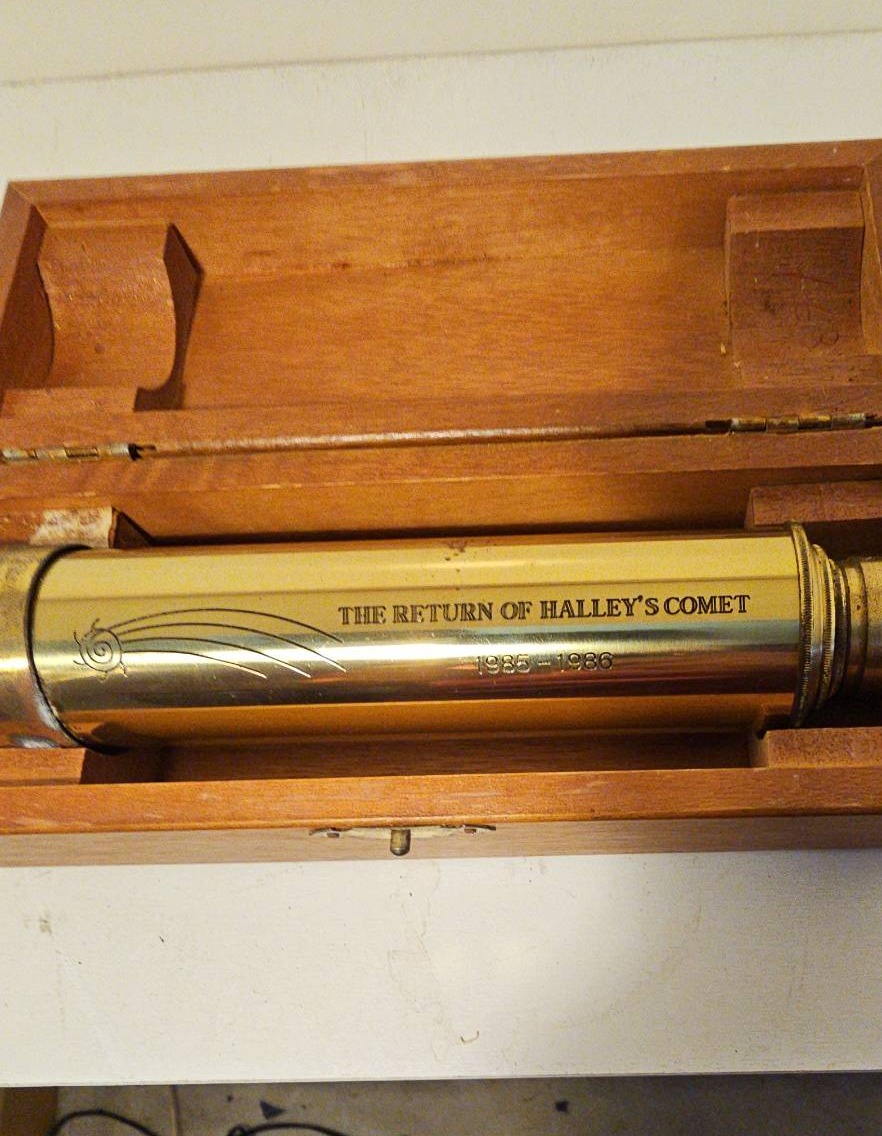 THE RETURN OF HALLEY'S COMET
1985-1986